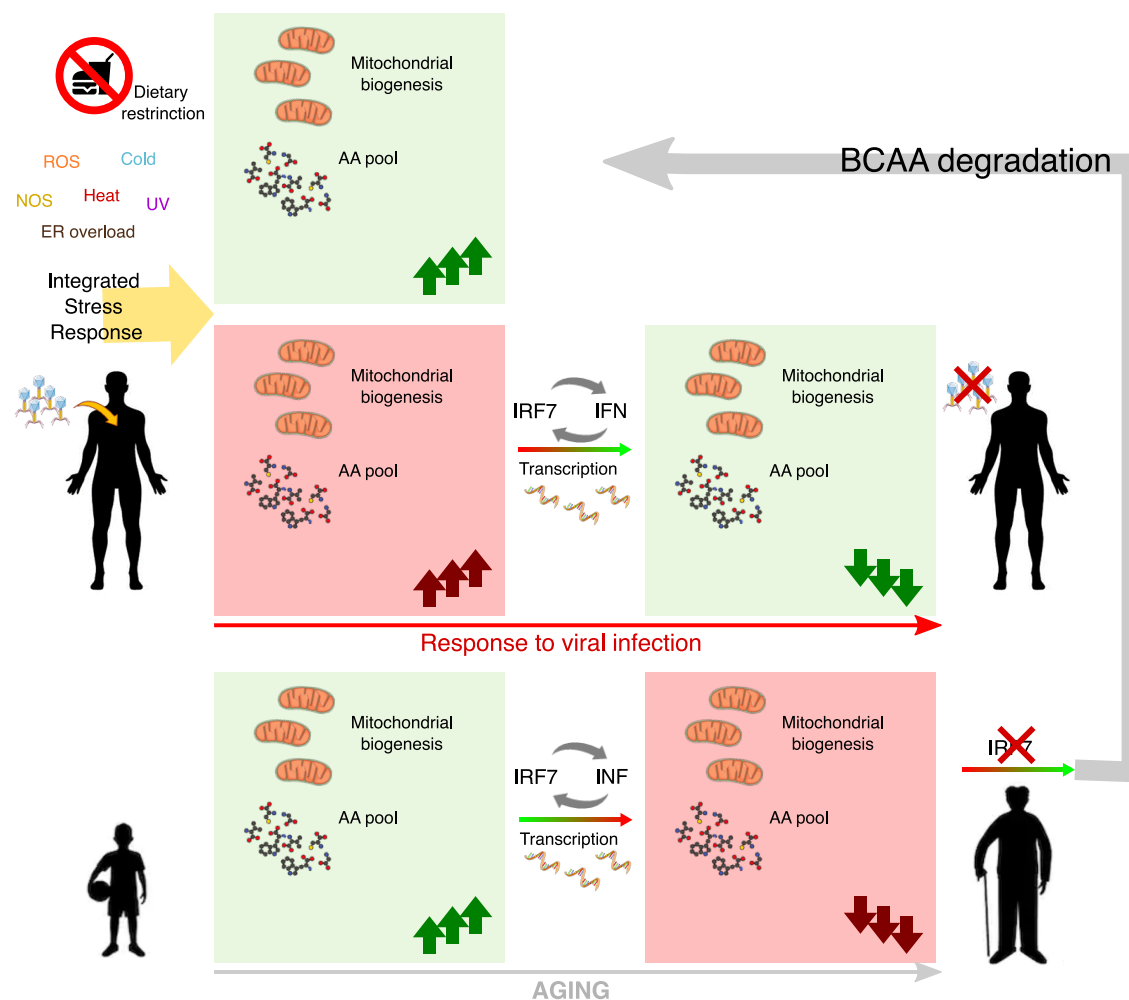 Dietary
restrinction
ROS
Cold
NOS
Heat
UV
ER overload
Integrated
Stress
Response
Mitochondrial
biogenesis
AA pool
BCAA degradation
Mitochondrial
biogenesis
AA pool
IRF7
IFN
Transcription
Mitochondrial
biogenesis
AA pool
Response to viral infection
Mitochondrial
biogenesis
AA pool
IRF7
INF
Transcription
Mitochondrial
biogenesis
AA pool
IRF7
AGING